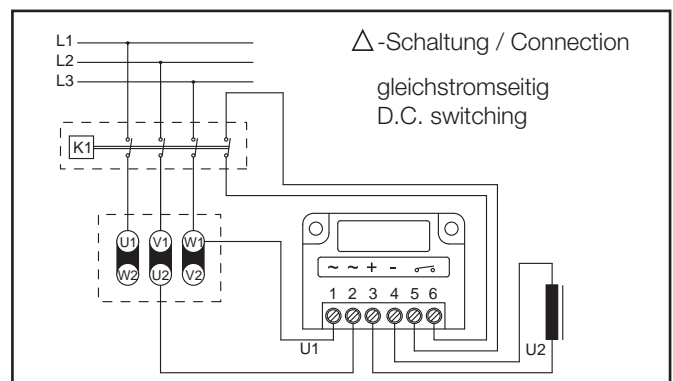 L1
L2
L3
△-Schaltung / Connection
gleichstromseitig
D.C. switching
K1
U1 V1 W1
W2 U2 V2
~ ~ + -
1 2 3 4 5 6
U1
U2